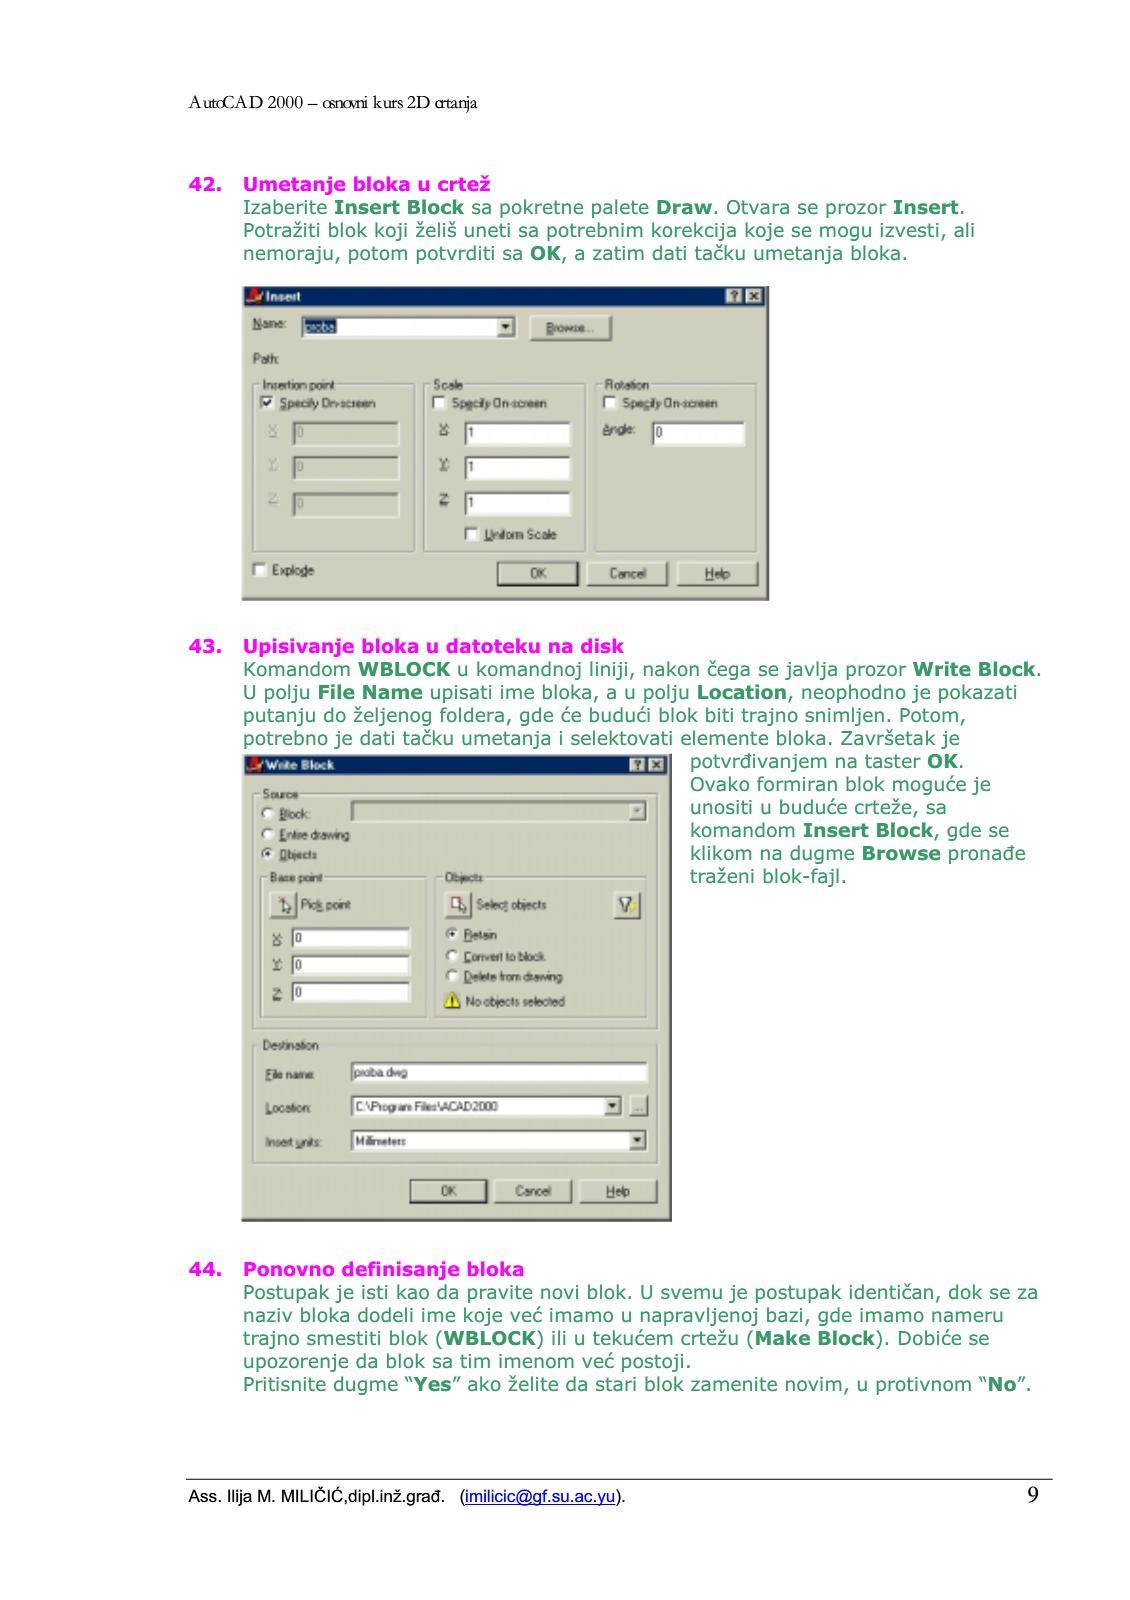 AutoCAD 2000 – osnovni kurs 2D crtanja
42. Umetanje bloka u crtež
Izaberite Insert Block sa pokretne palete Draw. Otvara se prozor Insert.
Potražiti blok koji želiš uneti sa potrebnim korekcija koje se mogu izvesti, ali
nemoraju, potom potvrditi sa OK, a zatim dati tačku umetanja bloka.
Insert
Name: proba Browse...
Path:
Insertion point Scale Rotation
Specify On-screen Specify On-screen Specify On-screen
X: 0 X: 1 Angle: 0
Y: 0 Y: 1
Z: 0 Z: 1
Uniform Scale
Explode OK Cancel Help
43. Upisivanje bloka u datoteku na disk
Komandom WBLOCK u komandnoj liniji, nakon čega se javlja prozor Write Block.
U polju File Name upisati ime bloka, a u polju Location, neophodno je pokazati
putanju do željenog foldera, gde će budući blok biti trajno snimljen. Potom,
potrebno je dati tačku umetanja i selektovati elemente bloka. Završetak je
potvrđivanjem na taster OK.
Ovako formiran blok moguće je
unositi u buduće crteže, sa
komandom Insert Block, gde se
klikom na dugme Browse pronađe
traženi blok-fajl.
Write Block
Source
Block:
Entire drawing
Objects
Base point Objects
Pick point Select objects
X: 0 Retain
Y: 0 Convert to block
Z: 0 Delete from drawing
No objects selected
Destination
File name: proba.dwg
Location: C:\Program Files\ACAD2000 ...
Insert units: Millimeters
OK Cancel Help
44. Ponovno definisanje bloka
Postupak je isti kao da pravite novi blok. U svemu je postupak identičan, dok se za
naziv bloka dodeli ime koje već imamo u napravljenoj bazi, gde imamo nameru
trajno smestiti blok (WBLOCK) ili u tekućem crtežu (Make Block). Dobiće se
upozorenje da blok sa tim imenom već postoji.
Pritisnite dugme “Yes” ako želite da stari blok zamenite novim, u protivnom “No”.
Ass. Ilija M. MILIČIĆ,dipl.inž.građ. (imilicic@gf.su.ac.yu). 9